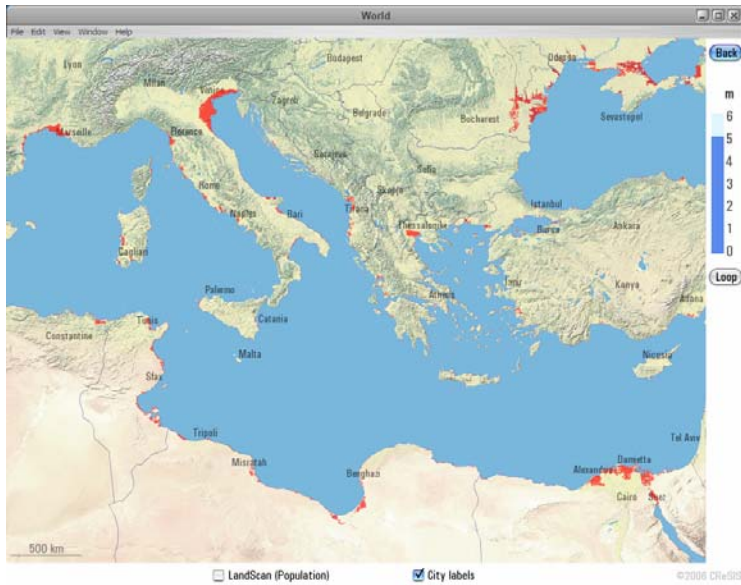 World
File Edit View Window Help
Back
m
6
5
4
3
2
1
0
Loop
Lyon
Milan
Venice
Zagreb
Budapest
Odessa
Marseille
Florence
Belgrade
Bucharest
Sevastopol
Sarajevo
Sofia
Rome
Skopje
Naples
Bari
Tirana
Istanbul
Thessalonike
Bursa
Ankara
Cagliari
Izmir
Konya
Palermo
Athens
Adana
Catania
Constantine
Tunis
Malta
Nicosia
Sfax
Tripoli
Tel Aviv
Misratah
Benghazi
Damietta
Alexandria
Cairo
Suez
500 km
LandScan (Population)
City labels
©2006 CReSIS